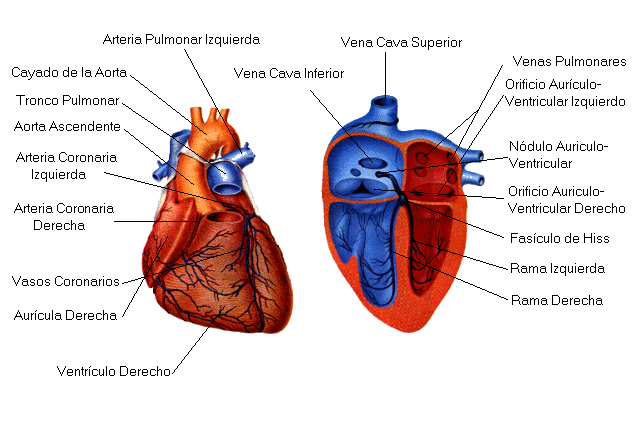 Arteria Pulmonar Izquierda
Cayado de la Aorta
Tronco Pulmonar
Aorta Ascendente
Arteria Coronaria
Izquierda
Arteria Coronaria
Derecha
Vasos Coronarios
Aurícula Derecha
Ventrículo Derecho
Vena Cava Superior
Vena Cava Inferior
Venas Pulmonares
Orificio Aurículo-
Ventricular Izquierdo
Nódulo Auriculo-
Ventricular
Orificio Auriculo-
Ventricular Derecho
Fasículo de Hiss
Rama Izquierda
Rama Derecha